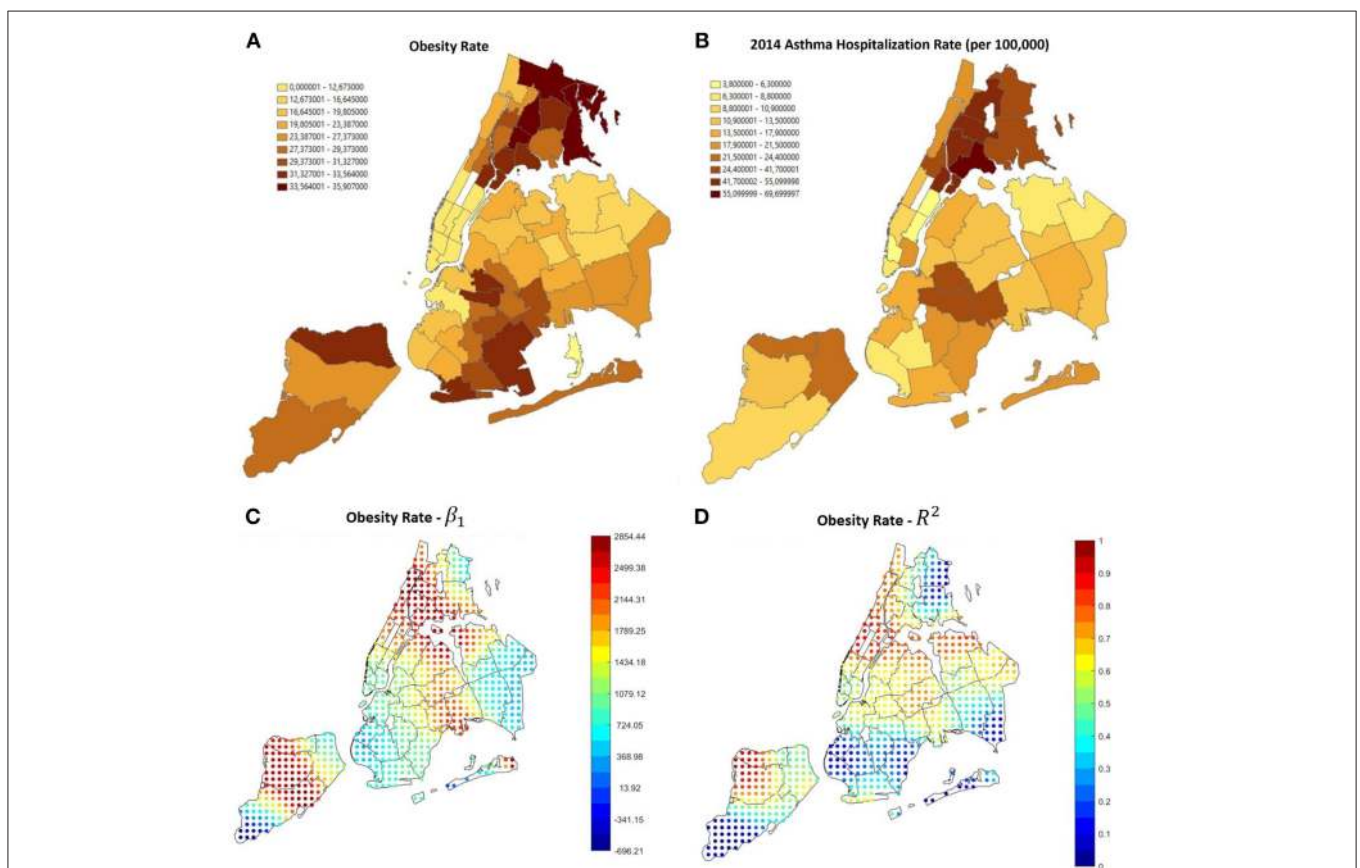 A
Obesity Rate
0,000001 - 12,673000
12,673001 - 16,645000
16,645001 - 19,805000
19,805001 - 23,387000
23,387001 - 27,373000
27,373001 - 29,373000
29,373001 - 31,327000
31,327001 - 33,564000
33,564001 - 35,907000
B
2014 Asthma Hospitalization Rate (per 100,000)
3,800000 - 6,300000
6,300001 - 8,800000
8,800001 - 10,900000
10,900001 - 13,500000
13,500001 - 17,900000
17,900001 - 21,500000
21,500001 - 24,400000
24,400001 - 41,700001
41,700002 - 55,099998
55,099999 - 69,699997
C
Obesity Rate - β₁
2854.44
2499.38
2144.31
1789.25
1434.18
1079.12
724.05
368.98
13.92
-341.15
-696.21
D
Obesity Rate - R²
1
0.9
0.8
0.7
0.6
0.5
0.4
0.3
0.2
0.1
0